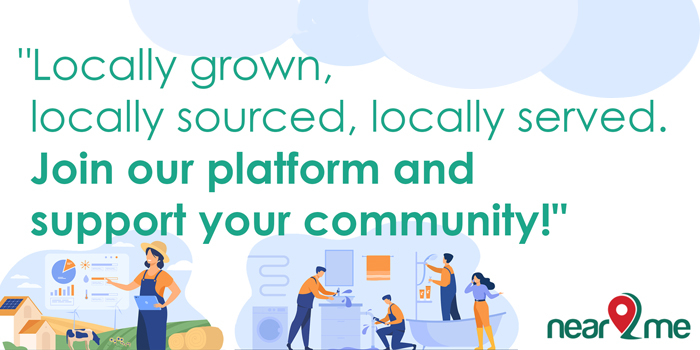 "Locally grown,
locally sourced, locally served.
Join our platform and
support your community!"
near2me